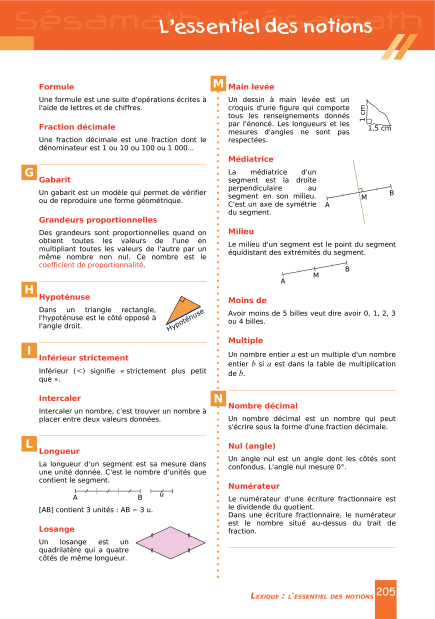 Sésamath Sésamath
L'essentiel des notions
Formule
Une formule est une suite d'opérations écrites à
l'aide de lettres et de chiffres.
Fraction décimale
Une fraction décimale est une fraction dont le
dénominateur est 1 ou 10 ou 100 ou 1 000...
G
Gabarit
Un gabarit est un modèle qui permet de vérifier
ou de reproduire une forme géométrique.
Grandeurs proportionnelles
Des grandeurs sont proportionnelles quand on
obtient toutes les valeurs de l'une en
multipliant toutes les valeurs de l'autre par un
même nombre non nul. Ce nombre est le
coefficient de proportionnalité.
H
Hypoténuse
Dans un triangle rectangle,
l'hypoténuse est le côté opposé à
l'angle droit.
Hypoténuse
I
Inférieur strictement
Inférieur (<) signifie « strictement plus petit
que ».
Intercaler
Intercaler un nombre, c'est trouver un nombre à
placer entre deux valeurs données.
L
Longueur
La longueur d'un segment est sa mesure dans
une unité donnée. C'est le nombre d'unités que
contient le segment.
A B u
[AB] contient 3 unités : AB = 3 u.
Losange
Un losange est un
quadrilatère qui a quatre
côtés de même longueur.
M
Main levée
Un dessin à main levée est un
croquis d'une figure qui comporte
tous les renseignements donnés
par l'énoncé. Les longueurs et les
mesures d'angles ne sont pas
respectées.
1 cm
1,5 cm
Médiatrice
La médiatrice d'un
segment est la droite
perpendiculaire au
segment en son milieu.
C'est un axe de symétrie
du segment.
A M B
Milieu
Le milieu d'un segment est le point du segment
équidistant des extrémités du segment.
A M B
Moins de
Avoir moins de 5 billes veut dire avoir 0, 1, 2, 3
ou 4 billes.
Multiple
Un nombre entier a est un multiple d'un nombre
entier b si a est dans la table de multiplication
de b.
N
Nombre décimal
Un nombre décimal est un nombre qui peut
s'écrire sous la forme d'une fraction décimale.
Nul (angle)
Un angle nul est un angle dont les côtés sont
confondus. L'angle nul mesure 0°.
Numérateur
Le numérateur d'une écriture fractionnaire est
le dividende du quotient.
Dans une écriture fractionnaire, le numérateur
est le nombre situé au-dessus du trait de
fraction.
Lexique : l'essentiel des notions 205